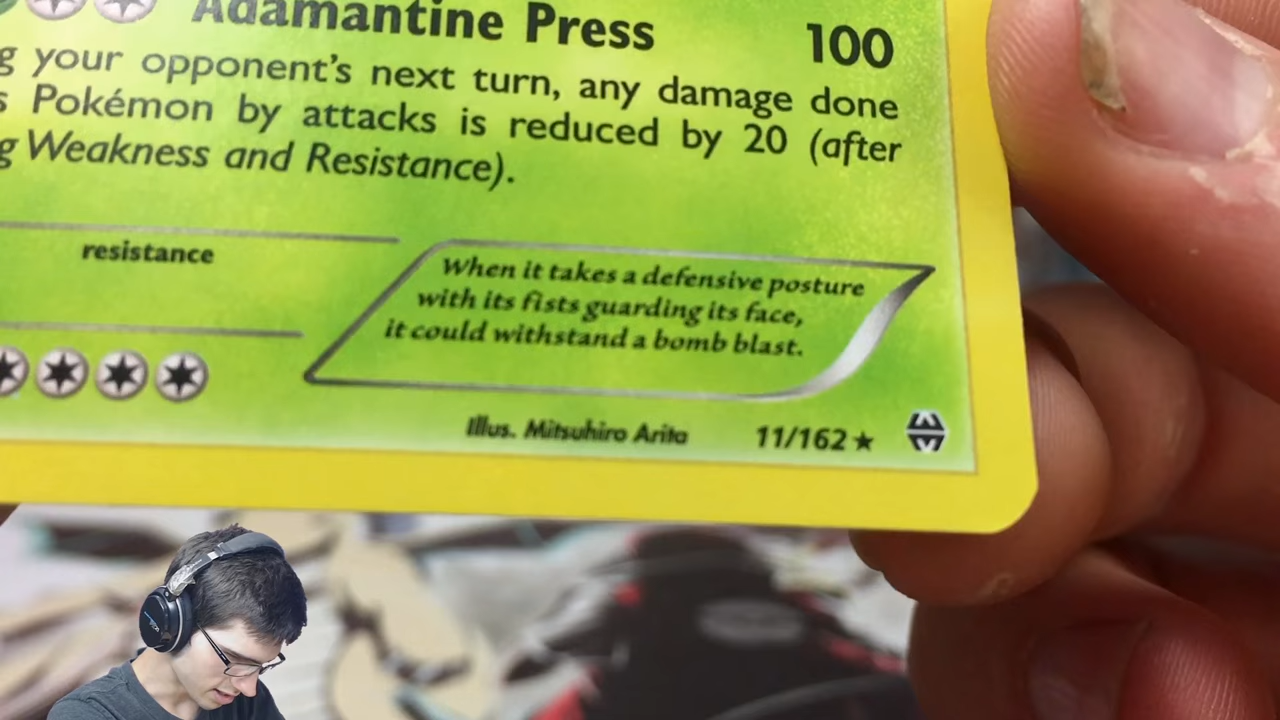 Adamantine Press 100
g your opponent's next turn, any damage done
s Pokémon by attacks is reduced by 20 (after
g Weakness and Resistance).
resistance
When it takes a defensive posture
with its fists guarding its face,
it could withstand a bomb blast.
Illus. Mitsuhiro Arita 11/162